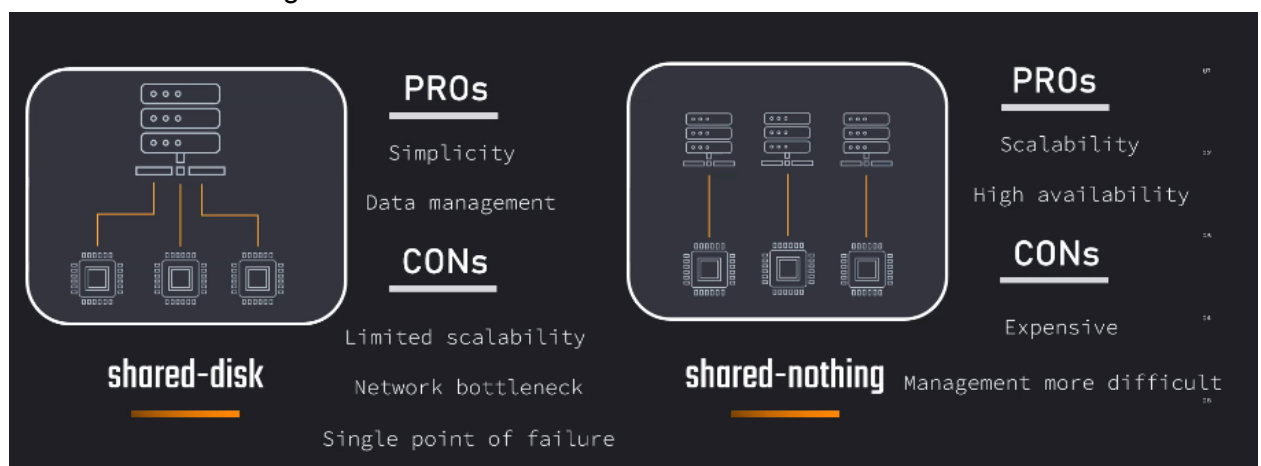 PROs
Simplicity
Data management
CONs
Limited scalability
Network bottleneck
Single point of failure
shared-disk
PROs
Scalability
High availability
CONs
Expensive
Management more difficult
shared-nothing